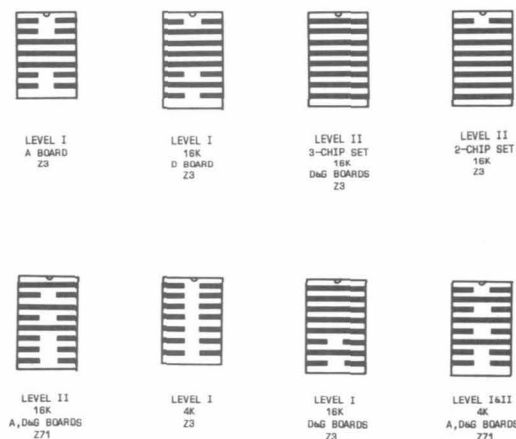 LEVEL I
A BOARD
Z3
LEVEL I
16K
D BOARD
Z3
LEVEL II
3-CHIP SET
16K
D&G BOARDS
Z3
LEVEL II
2-CHIP SET
16K
Z3
LEVEL II
16K
A,D&G BOARDS
Z71
LEVEL I
4K
Z3
LEVEL I
16K
D&G BOARDS
Z3
LEVEL I&II
4K
A,D&G BOARDS
Z71